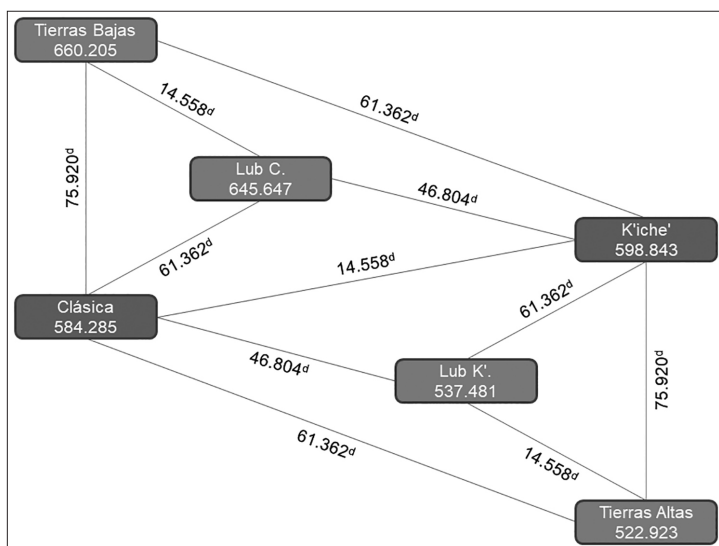 Tierras Bajas
660.205
61.362ᵈ
14.558ᵈ
75.920ᵈ
Lub C.
645.647
46.804ᵈ
K'iche'
598.843
61.362ᵈ
14.558ᵈ
61.362ᵈ
Clásica
584.285
46.804ᵈ
Lub K'.
537.481
75.920ᵈ
61.362ᵈ
14.558ᵈ
Tierras Altas
522.923